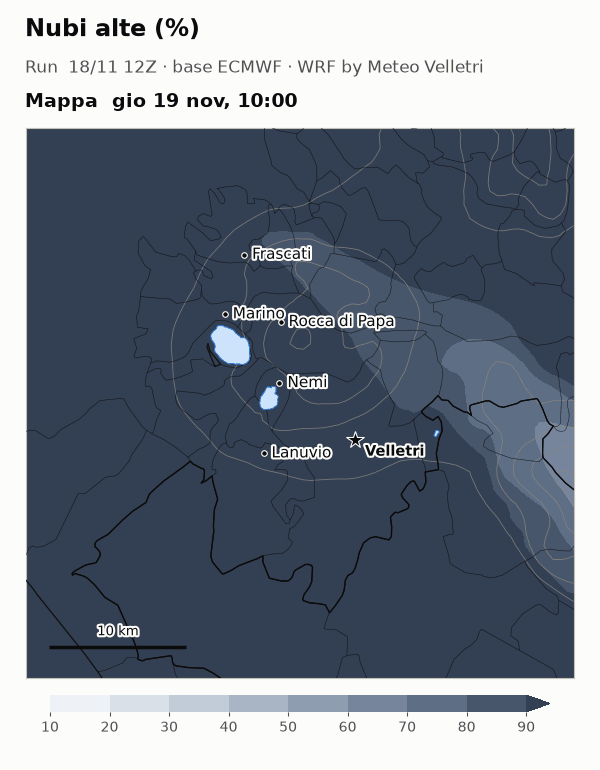 Nubi alte (%)
Run  18/11 12Z · base ECMWF · WRF by Meteo Velletri
Mappa  gio 19 nov, 10:00
Frascati
Marino
Rocca di Papa
Nemi
Velletri
Lanuvio
10 km
10 20 30 40 50 60 70 80 90